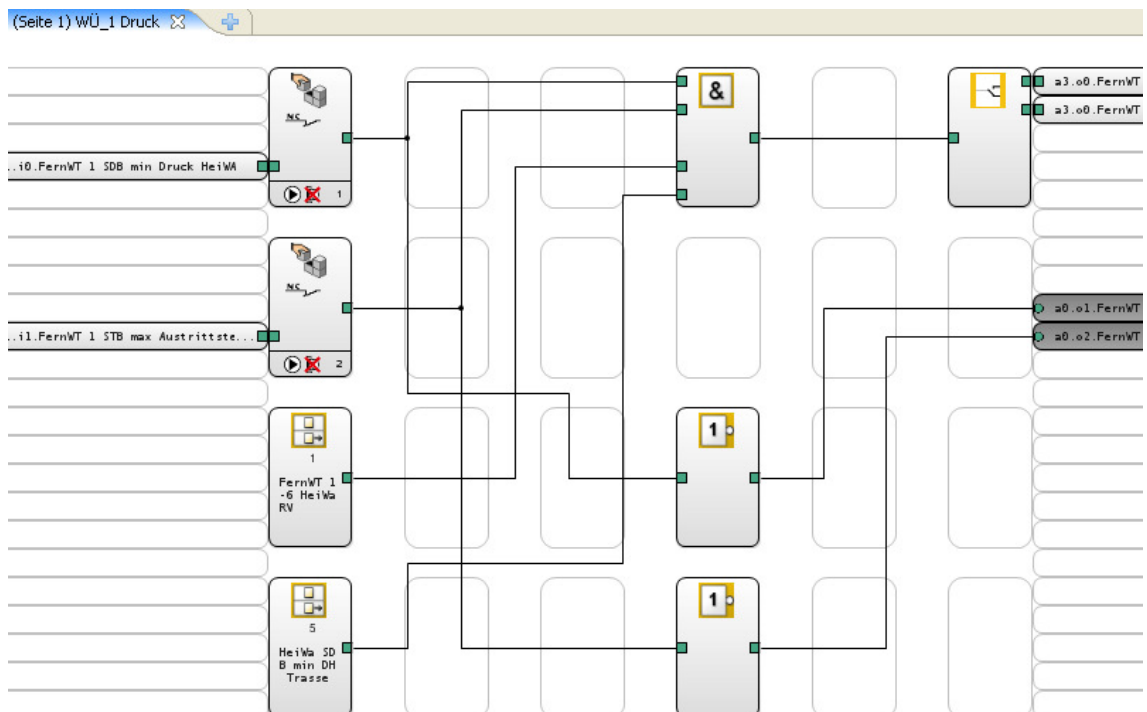 (Seite 1) WÜ_1 Druck
NC
&
a3.o0.FernWT
a3.o0.FernWT
..i0.FernWT 1 SDB min Druck HeiWA
1
NC
a0.o1.FernWT
..i1.FernWT 1 STB max Austrittste...
a0.o2.FernWT
2
1
1
FernWT 1
-6 HeiWa
RV
1
5
HeiWa SD
B min DH
Trasse